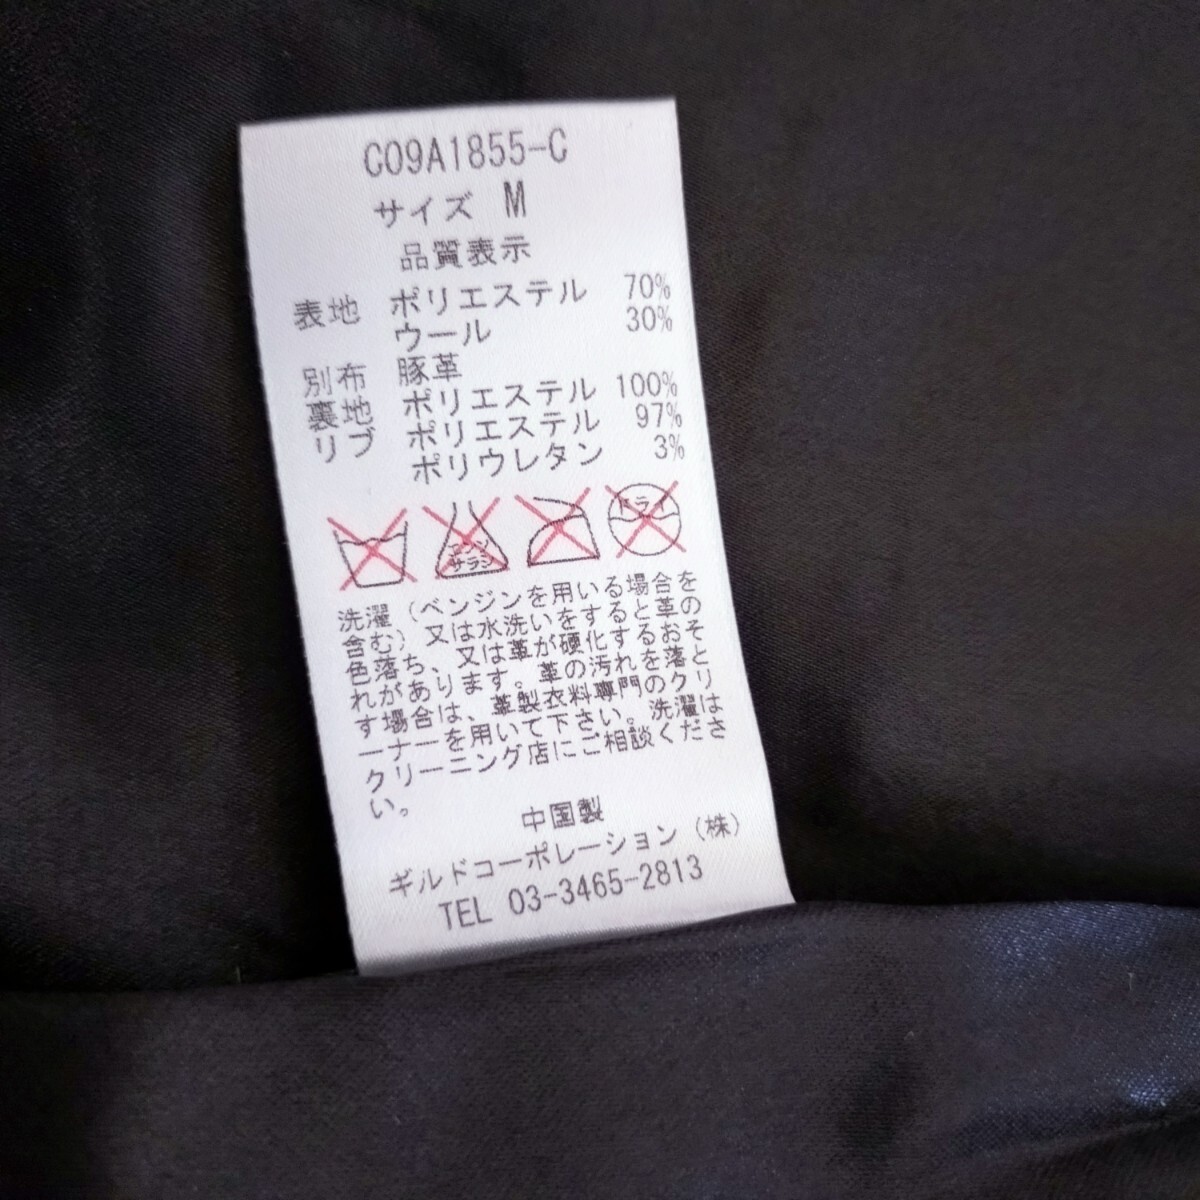 C09A1855-C
サイズ M
品質表示
表地 ポリエステル 70%
ウール 30%
別布 豚革
裏地 ポリエステル 100%
リブ ポリエステル 97%
ポリウレタン 3%
エンソ サラシ ドライ
洗濯(ベンジンを用いる場合を
含む)又は水洗いをすると革の
色落ち、又は革が硬化するおそ
れがあります。革の汚れを落と
す場合は、革製衣料専門のクリ
ーナーを用いて下さい。洗濯は
クリーニング店にご相談くださ
い。
中国製
ギルドコーポレーション(株)
TEL 03-3465-2813